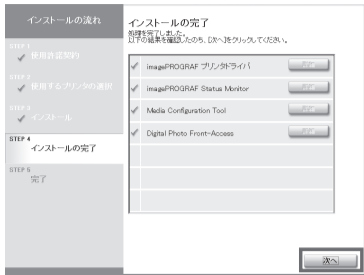 インストールの流れ
STEP 1
使用許諾契約
STEP 2
使用するプリンタの選択
STEP 3
インストール
STEP 4
インストールの完了
STEP 5
完了
インストールの完了
処理を完了しました。
以下の結果を確認したのち、[次へ]をクリックしてください。
imagePROGRAF プリンタドライバ
imagePROGRAF Status Monitor
Media Configuration Tool
Digital Photo Front-Access
次へ